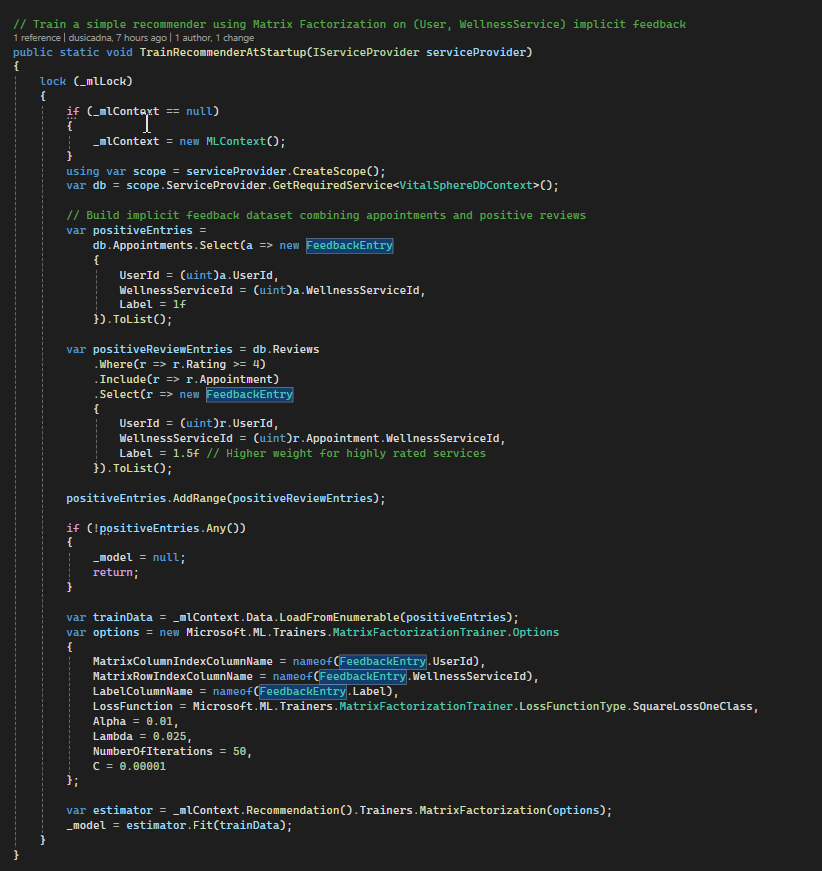 // Train a simple recommender using Matrix Factorization on (User, WellnessService) implicit feedback
1 reference | dusicadna, 7 hours ago | 1 author, 1 change
public static void TrainRecommenderAtStartup(IServiceProvider serviceProvider)
{
    lock (_mlLock)
    {
        if (_mlContext == null)
        {
            _mlContext = new MLContext();
        }
        using var scope = serviceProvider.CreateScope();
        var db = scope.ServiceProvider.GetRequiredService<VitalSphereDbContext>();

        // Build implicit feedback dataset combining appointments and positive reviews
        var positiveEntries =
            db.Appointments.Select(a => new FeedbackEntry
            {
                UserId = (uint)a.UserId,
                WellnessServiceId = (uint)a.WellnessServiceId,
                Label = 1f
            }).ToList();

        var positiveReviewEntries = db.Reviews
            .Where(r => r.Rating >= 4)
            .Include(r => r.Appointment)
            .Select(r => new FeedbackEntry
            {
                UserId = (uint)r.UserId,
                WellnessServiceId = (uint)r.Appointment.WellnessServiceId,
                Label = 1.5f // Higher weight for highly rated services
            }).ToList();

        positiveEntries.AddRange(positiveReviewEntries);

        if (!positiveEntries.Any())
        {
            _model = null;
            return;
        }

        var trainData = _mlContext.Data.LoadFromEnumerable(positiveEntries);
        var options = new Microsoft.ML.Trainers.MatrixFactorizationTrainer.Options
        {
            MatrixColumnIndexColumnName = nameof(FeedbackEntry.UserId),
            MatrixRowIndexColumnName = nameof(FeedbackEntry.WellnessServiceId),
            LabelColumnName = nameof(FeedbackEntry.Label),
            LossFunction = Microsoft.ML.Trainers.MatrixFactorizationTrainer.LossFunctionType.SquareLossOneClass,
            Alpha = 0.01,
            Lambda = 0.025,
            NumberOfIterations = 50,
            C = 0.00001
        };

        var estimator = _mlContext.Recommendation().Trainers.MatrixFactorization(options);
        _model = estimator.Fit(trainData);
    }
}